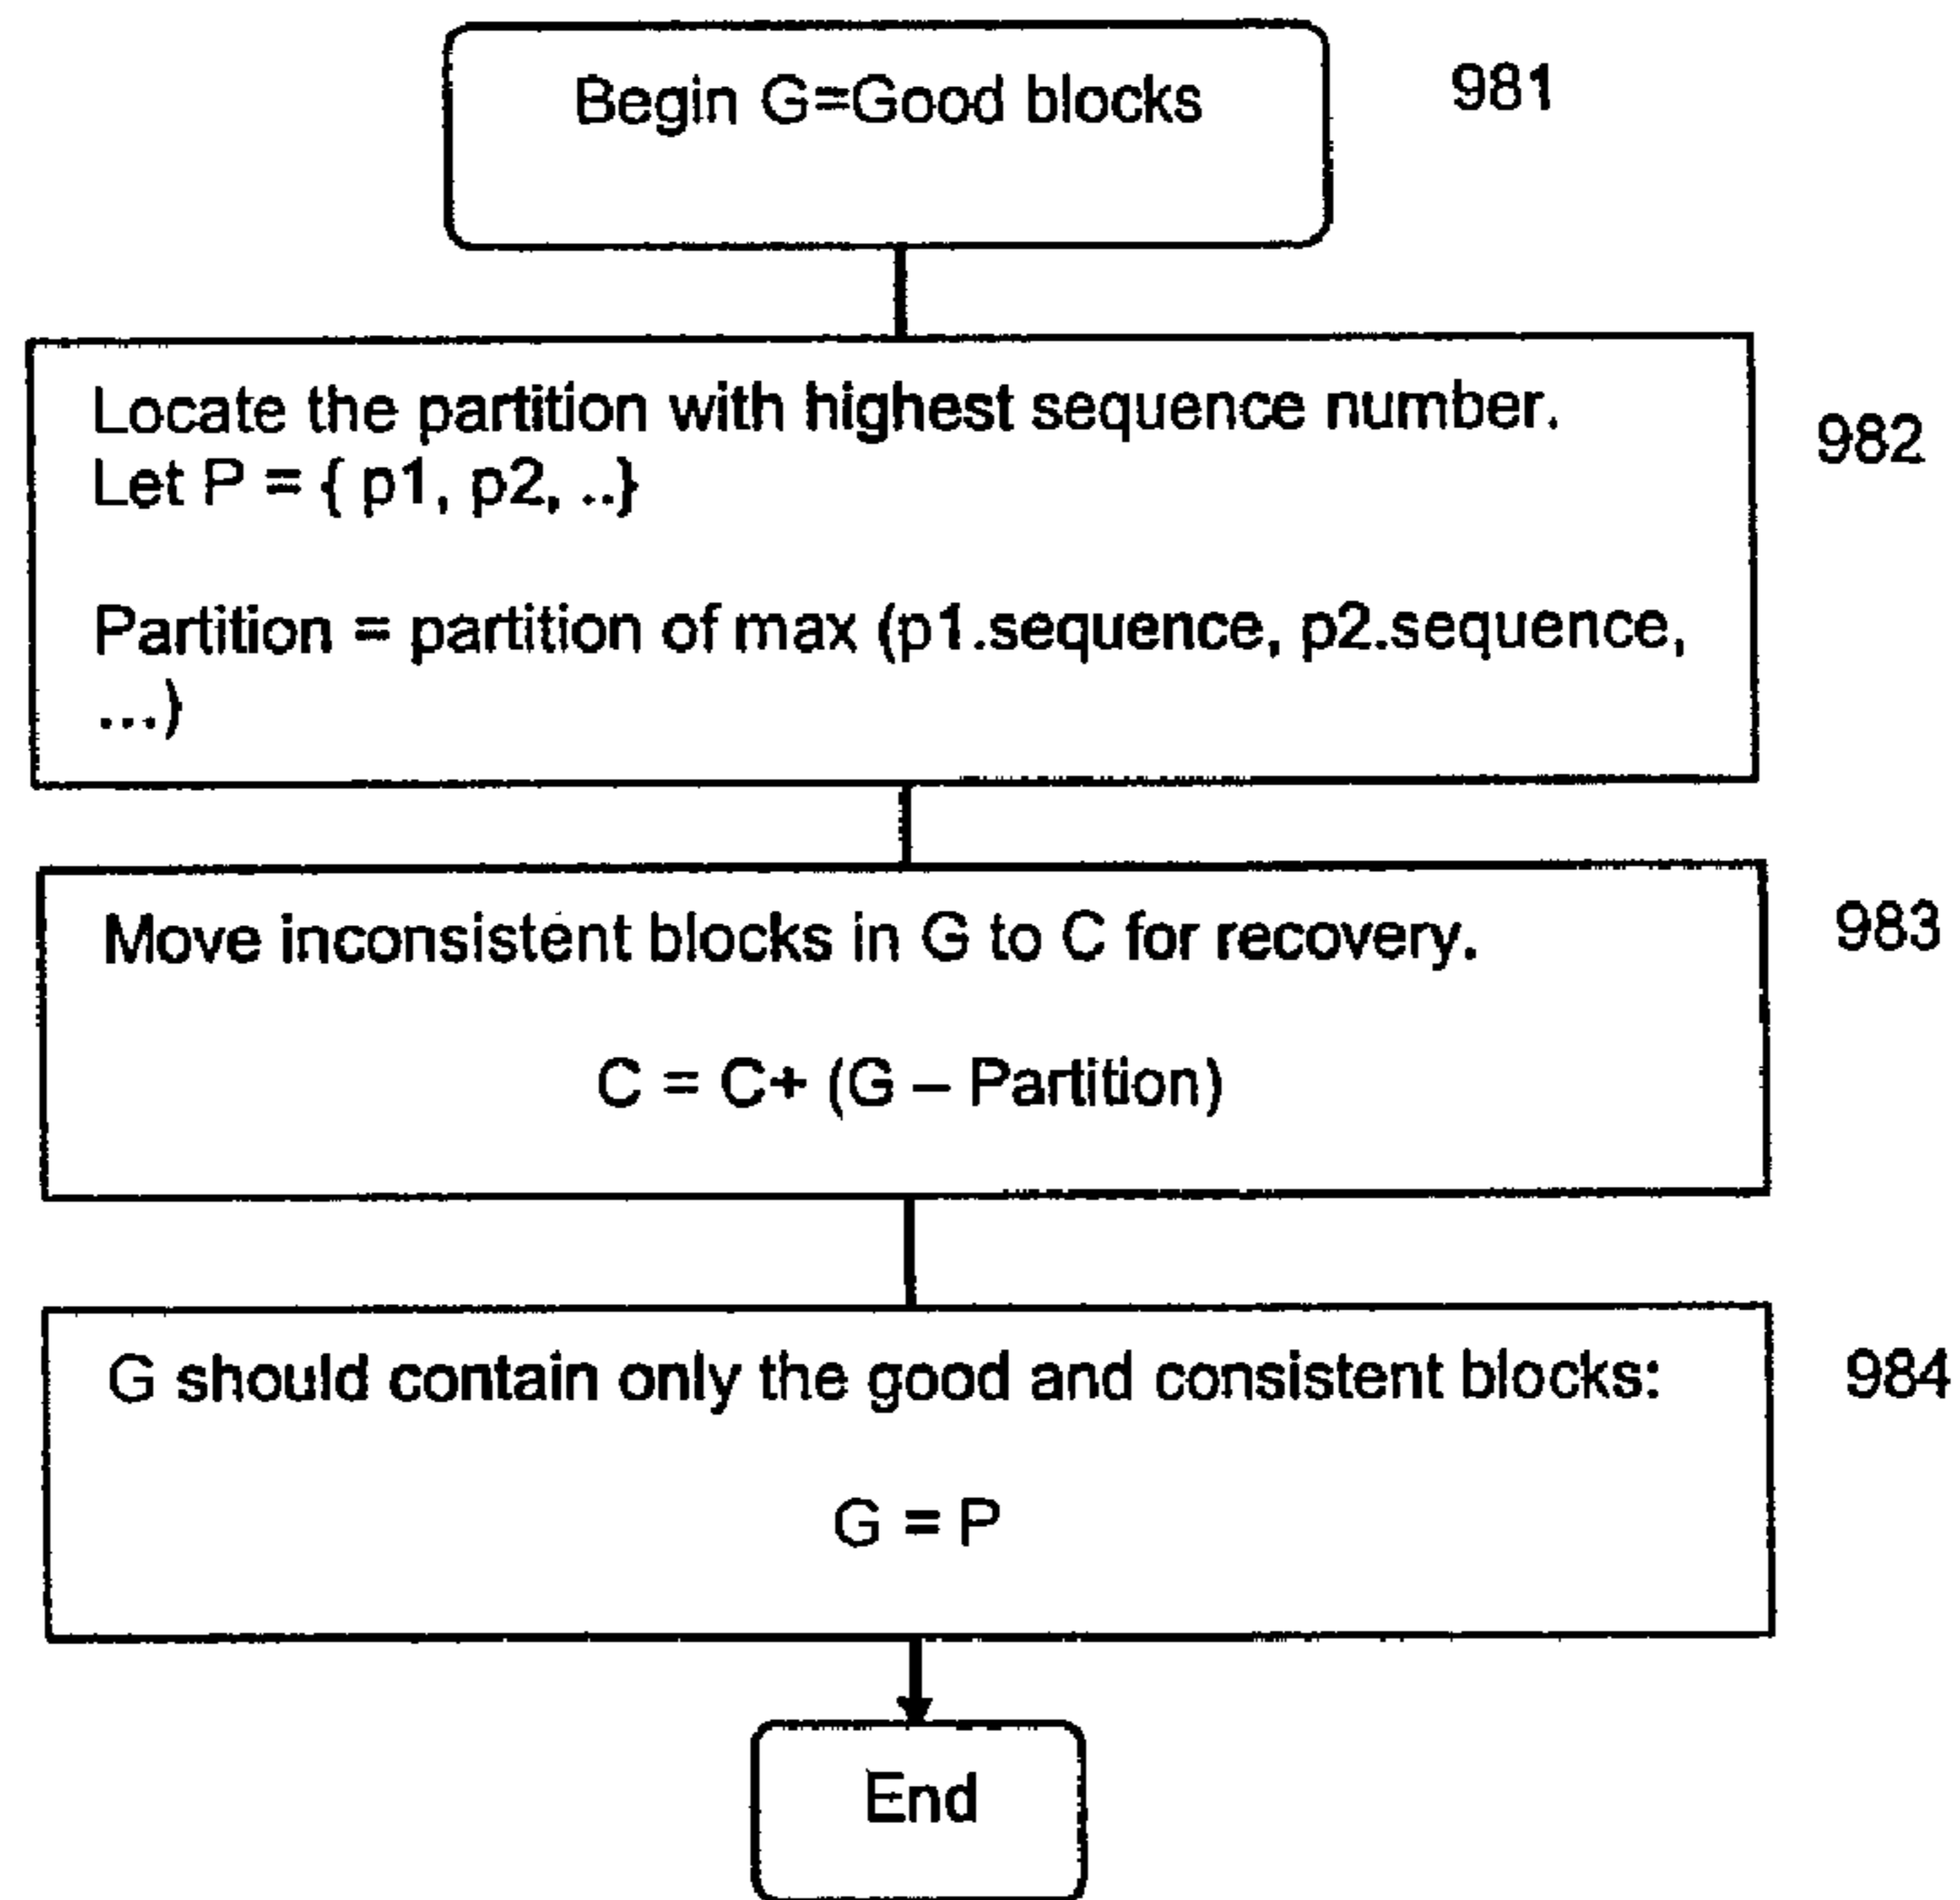 Begin G=Good blocks
981
Locate the partition with highest sequence number.
982
Let P = { p1, p2, ..}
Partition = partition of max (p1.sequence, p2.sequence,
...)
Move inconsistent blocks in G to C for recovery.
983
C = C+ (G – Partition)
G should contain only the good and consistent blocks:
984
G = P
End